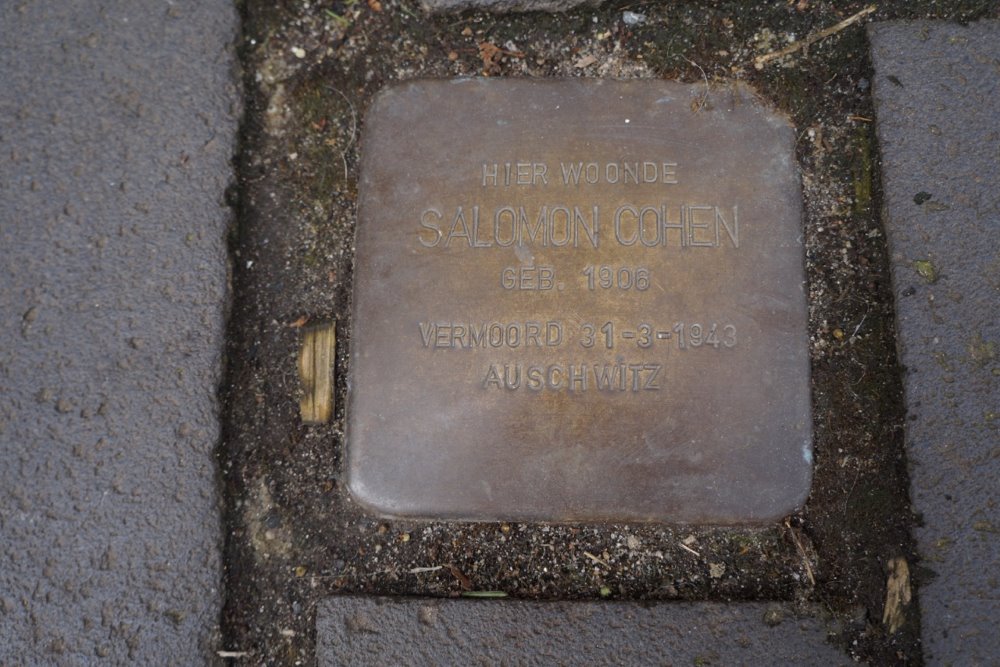 HIER WOONDE
SALOMON COHEN
GEB. 1906
VERMOORD 31-3-1943
AUSCHWITZ